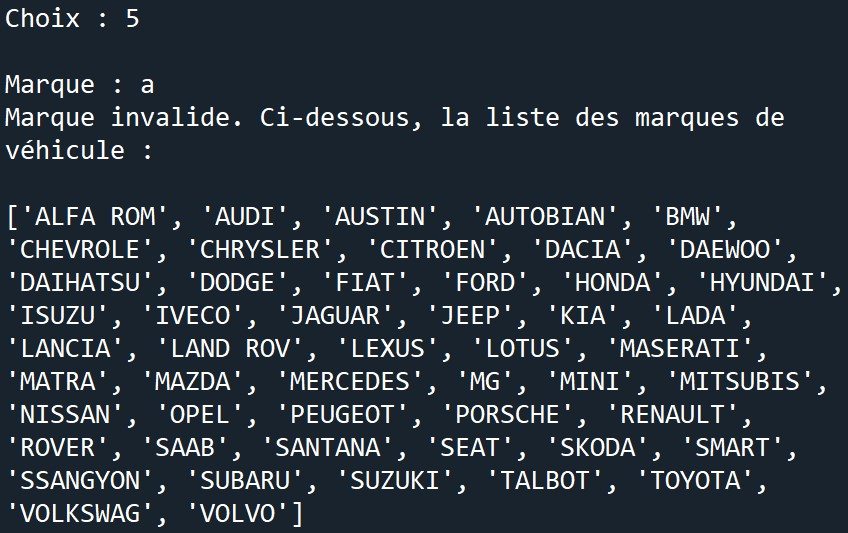 Choix : 5
Marque : a
Marque invalide. Ci-dessous, la liste des marques de
véhicule :
['ALFA ROM', 'AUDI', 'AUSTIN', 'AUTOBIAN', 'BMW',
'CHEVROLE', 'CHRYSLER', 'CITROEN', 'DACIA', 'DAEWOO',
'DAIHATSU', 'DODGE', 'FIAT', 'FORD', 'HONDA', 'HYUNDAI',
'ISUZU', 'IVECO', 'JAGUAR', 'JEEP', 'KIA', 'LADA',
'LANCIA', 'LAND ROV', 'LEXUS', 'LOTUS', 'MASERATI',
'MATRA', 'MAZDA', 'MERCEDES', 'MG', 'MINI', 'MITSUBIS',
'NISSAN', 'OPEL', 'PEUGEOT', 'PORSCHE', 'RENAULT',
'ROVER', 'SAAB', 'SANTANA', 'SEAT', 'SKODA', 'SMART',
'SSANGYON', 'SUBARU', 'SUZUKI', 'TALBOT', 'TOYOTA',
'VOLKSWAG', 'VOLVO']